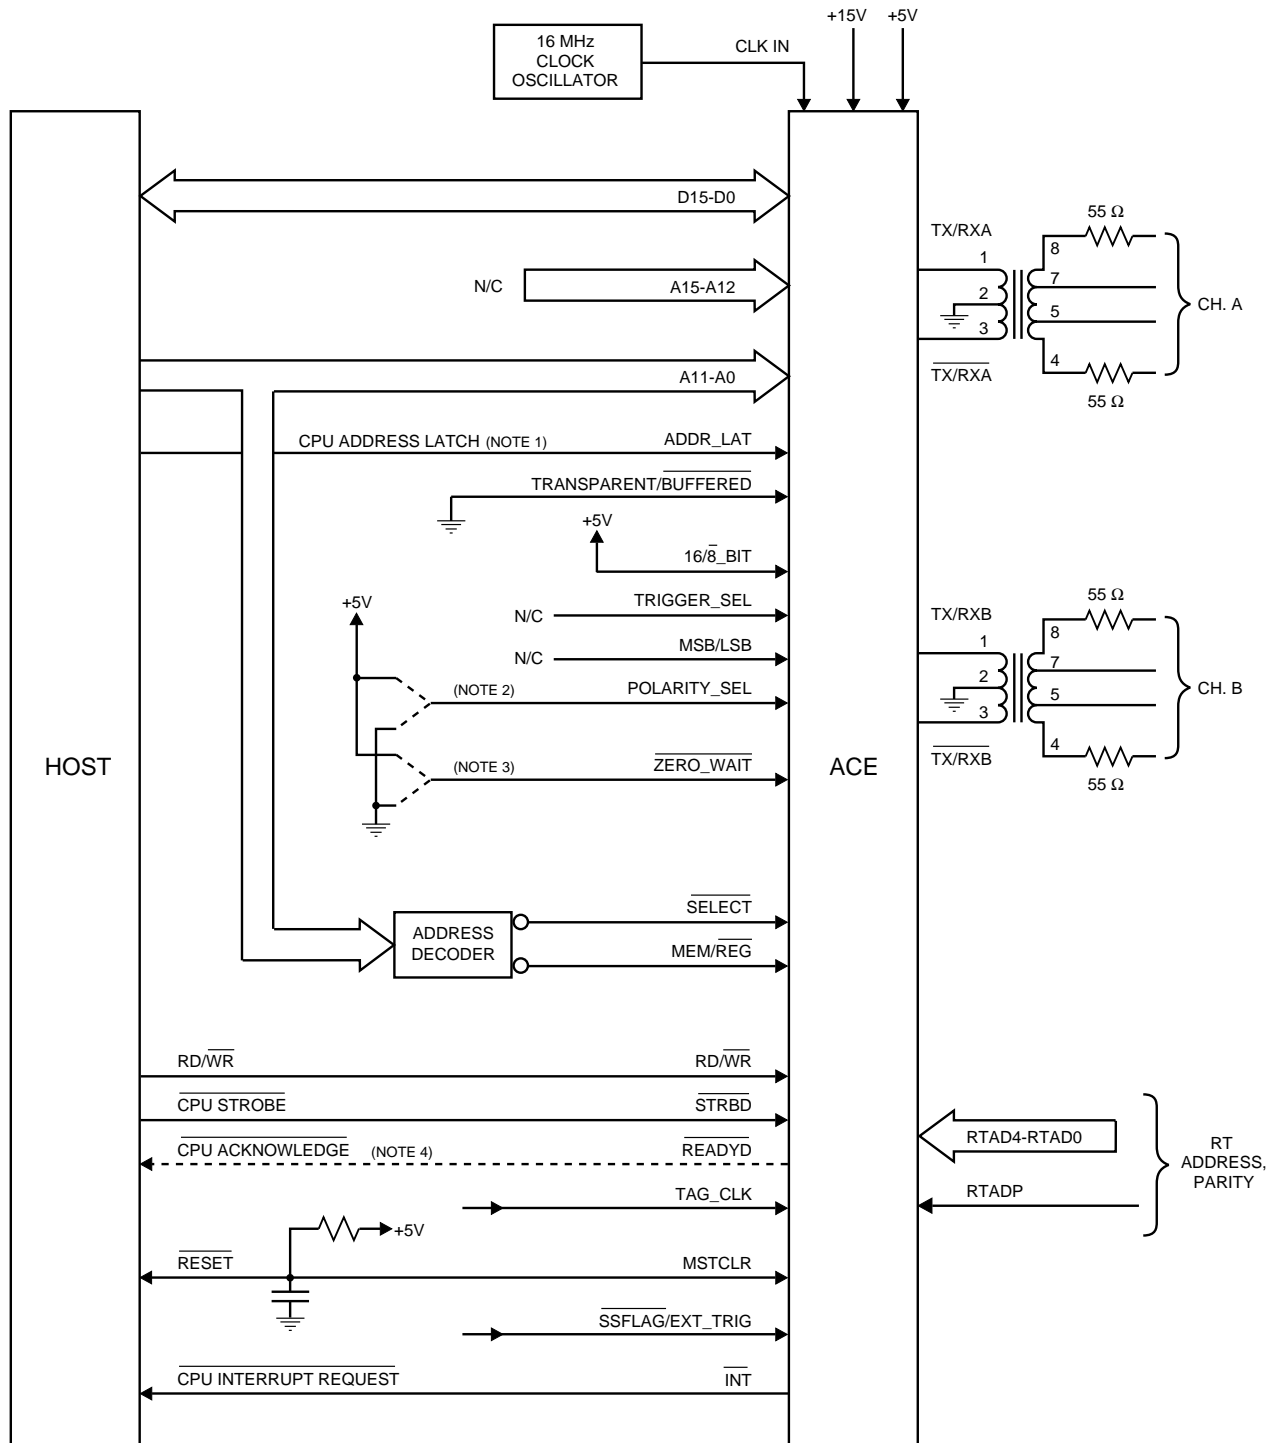 +15V +5V
16 MHz
CLOCK
OSCILLATOR
CLK IN
D15-D0
N/C A15-A12
A11-A0
CPU ADDRESS LATCH (NOTE 1) ADDR_LAT
TRANSPARENT/BUFFERED
+5V
16/8_BIT
+5V
N/C TRIGGER_SEL
N/C MSB/LSB
(NOTE 2) POLARITY_SEL
(NOTE 3) ZERO_WAIT
HOST
ACE
SELECT
ADDRESS
DECODER
MEM/REG
RD/WR RD/WR
CPU STROBE STRBD
CPU ACKNOWLEDGE (NOTE 4) READYD
TAG_CLK
+5V
RESET MSTCLR
SSFLAG/EXT_TRIG
CPU INTERRUPT REQUEST INT
55 Ω
TX/RXA
8
1
7
2
5
3
4
TX/RXA
55 Ω
CH. A
55 Ω
TX/RXB
8
1
7
2
5
3
4
TX/RXB
55 Ω
CH. B
RTAD4-RTAD0
RTADP
RT
ADDRESS,
PARITY